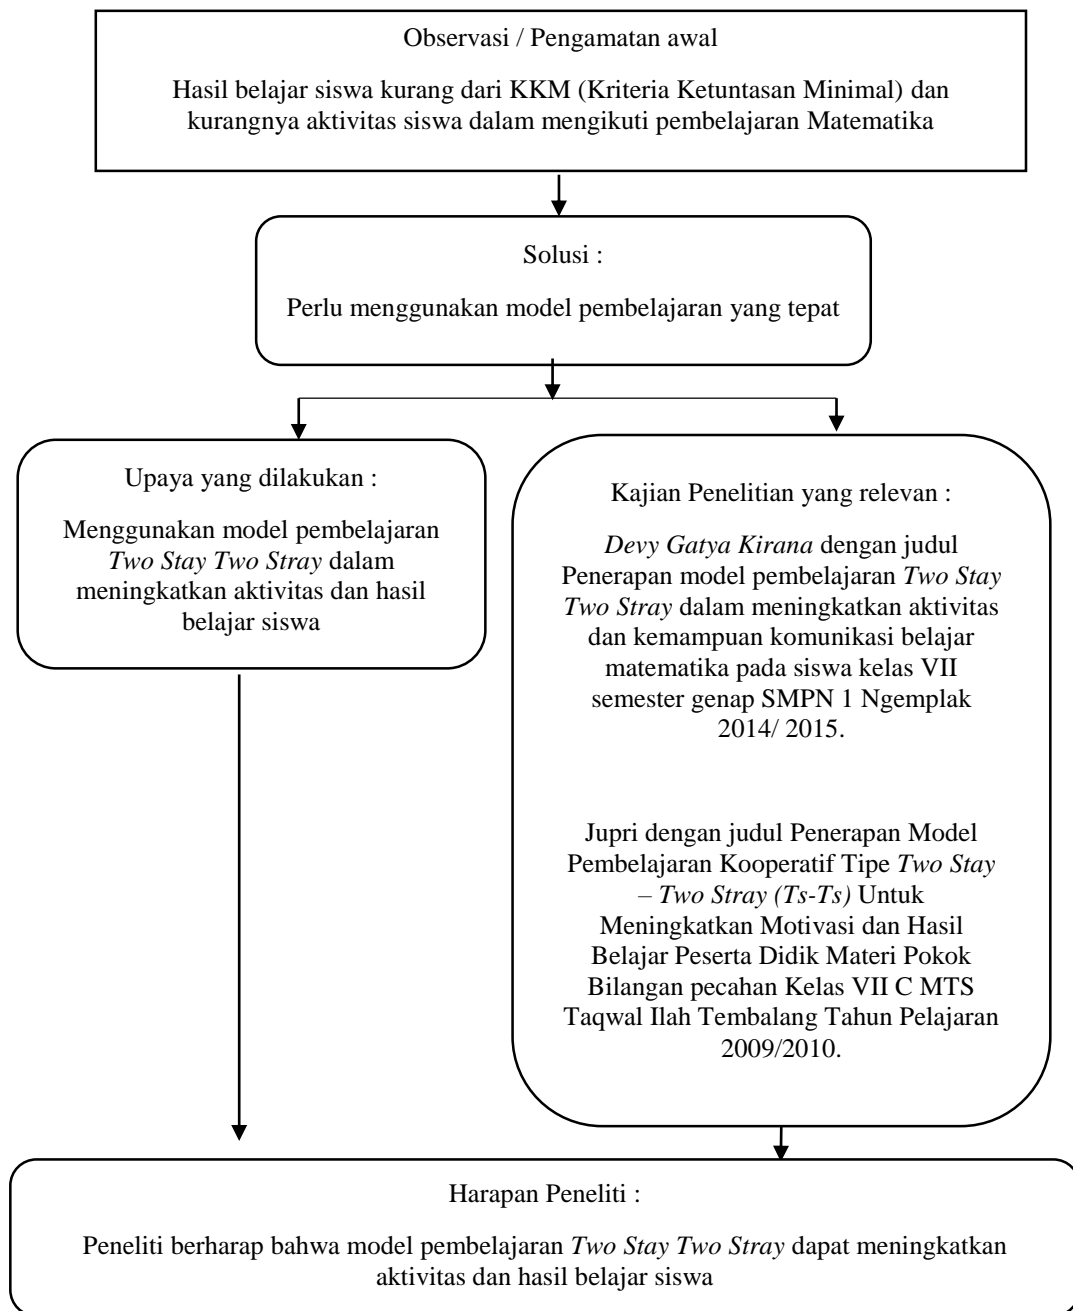 Observasi / Pengamatan awal
Hasil belajar siswa kurang dari KKM (Kriteria Ketuntasan Minimal) dan
kurangnya aktivitas siswa dalam mengikuti pembelajaran Matematika
Solusi :
Perlu menggunakan model pembelajaran yang tepat
Upaya yang dilakukan :
Menggunakan model pembelajaran
Two Stay Two Stray dalam
meningkatkan aktivitas dan hasil
belajar siswa
Kajian Penelitian yang relevan :
Devy Gatya Kirana dengan judul
Penerapan model pembelajaran Two Stay
Two Stray dalam meningkatkan aktivitas
dan kemampuan komunikasi belajar
matematika pada siswa kelas VII
semester genap SMPN 1 Ngemplak
2014/ 2015.
Jupri dengan judul Penerapan Model
Pembelajaran Kooperatif Tipe Two Stay
– Two Stray (Ts-Ts) Untuk
Meningkatkan Motivasi dan Hasil
Belajar Peserta Didik Materi Pokok
Bilangan pecahan Kelas VII C MTS
Taqwal Ilah Tembalang Tahun Pelajaran
2009/2010.
Harapan Peneliti :
Peneliti berharap bahwa model pembelajaran Two Stay Two Stray dapat meningkatkan
aktivitas dan hasil belajar siswa